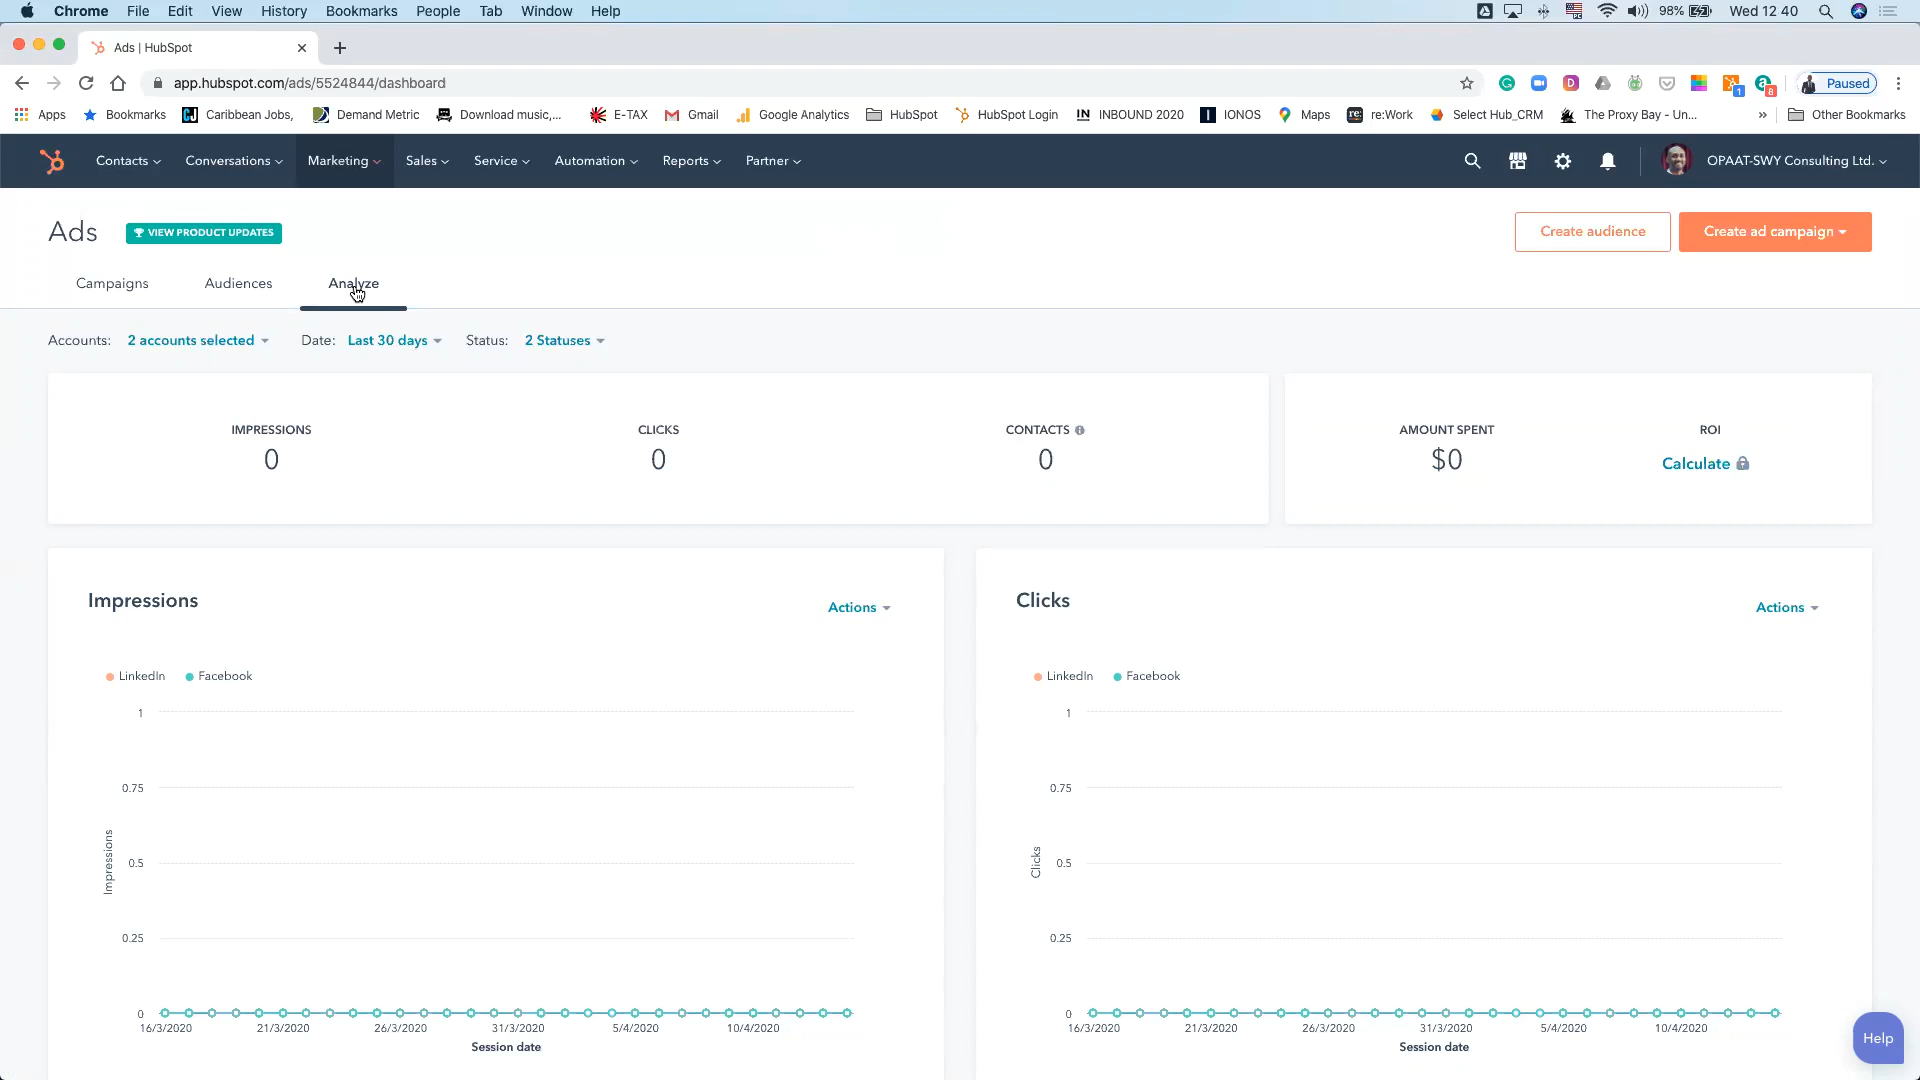 Chrome File Edit View History Bookmarks People Tab Window Help 98% Wed 12 40
Ads | HubSpot
app.hubspot.com/ads/5524844/dashboard 1 8 Paused
Apps Bookmarks CJ Caribbean Jobs, Demand Metric Download music,... E-TAX Gmail Google Analytics HubSpot HubSpot Login IN INBOUND 2020 IONOS Maps re: re:Work Select Hub_CRM The Proxy Bay - Un... » Other Bookmarks
Contacts Conversations Marketing Sales Service Automation Reports Partner OPAAT-SWY Consulting Ltd.
Ads VIEW PRODUCT UPDATES Create audience Create ad campaign
Campaigns Audiences Analyze
Accounts: 2 accounts selected Date: Last 30 days Status: 2 Statuses
IMPRESSIONS CLICKS CONTACTS AMOUNT SPENT ROI
0 0 0 $0 Calculate
Impressions Actions
LinkedIn Facebook
1
0.75
0.5
0.25
0
Impressions
16/3/2020 21/3/2020 26/3/2020 31/3/2020 5/4/2020 10/4/2020
Session date
Clicks Actions
LinkedIn Facebook
1
0.75
0.5
0.25
0
Clicks
16/3/2020 21/3/2020 26/3/2020 31/3/2020 5/4/2020 10/4/2020
Session date
Help